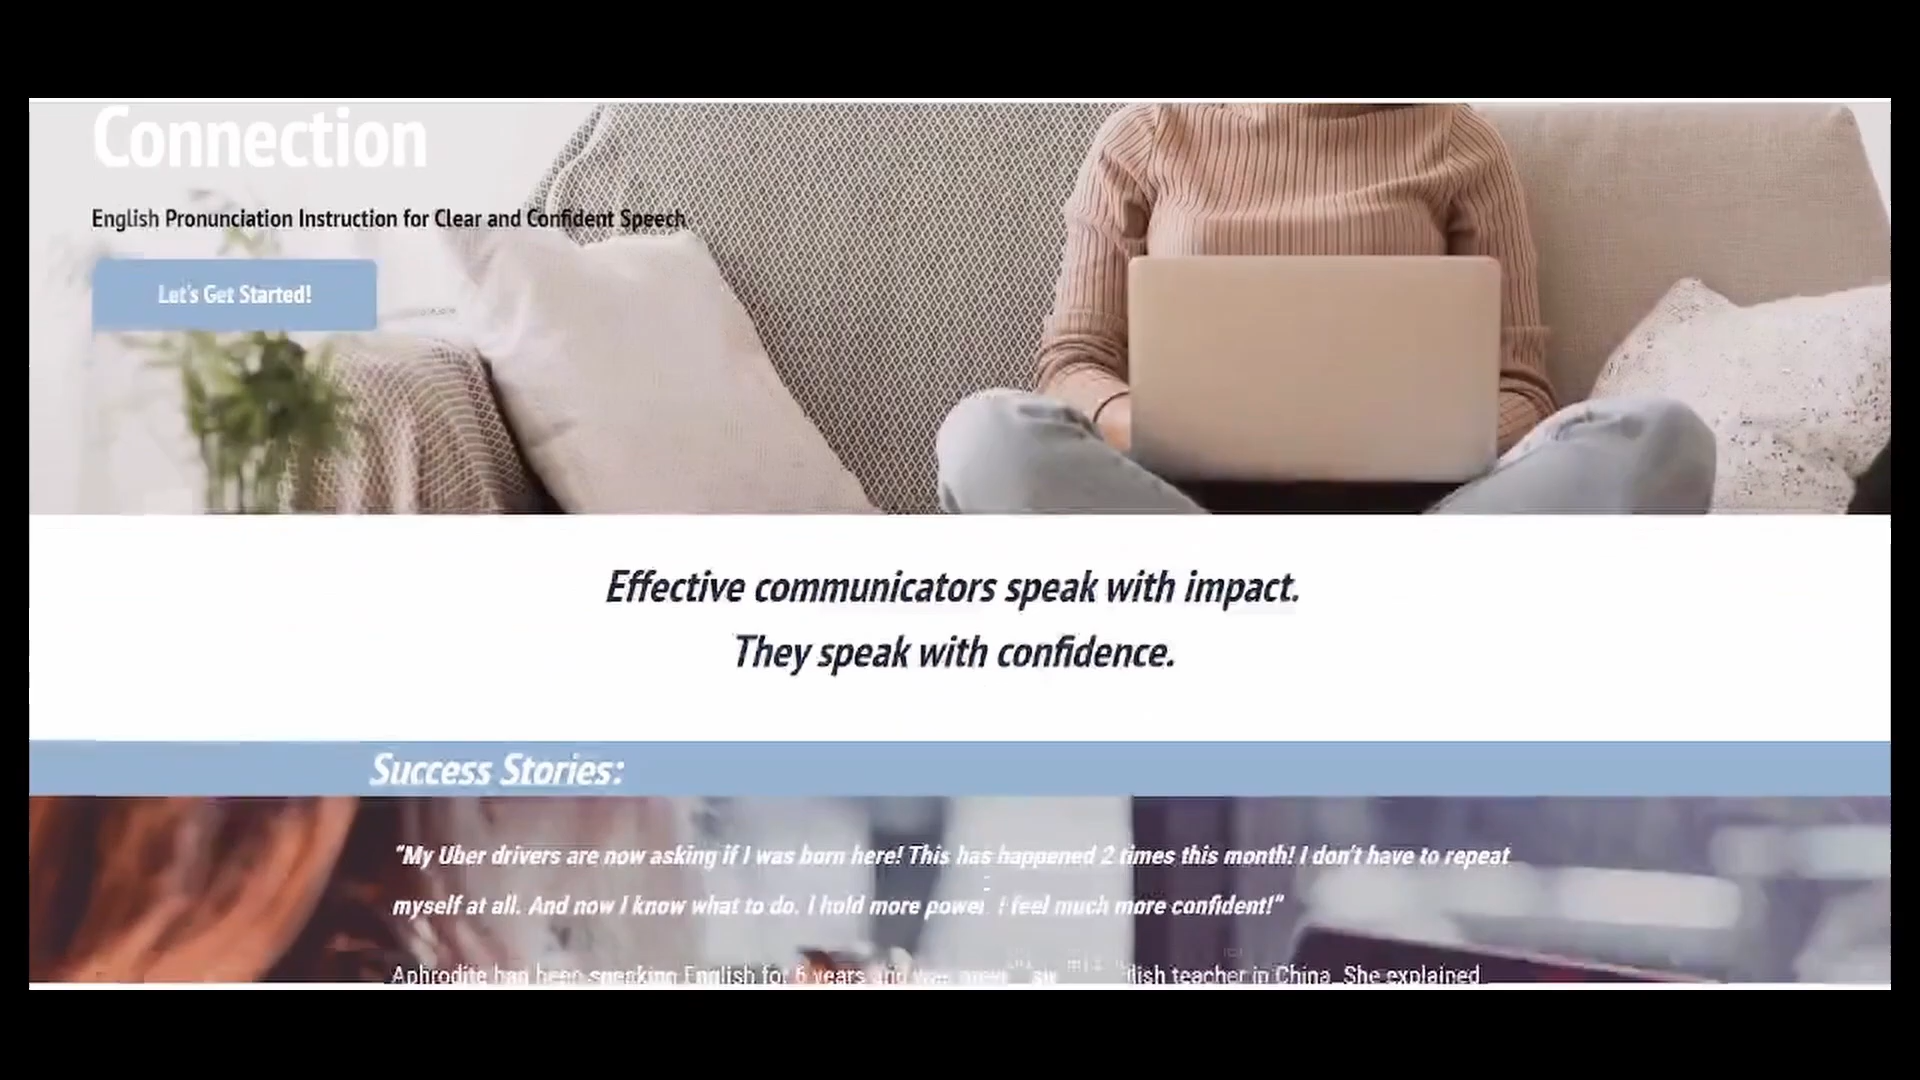 Connection
English Pronunciation Instruction for Clear and Confident Speech
Let's Get Started!
Effective communicators speak with impact.
They speak with confidence.
Success Stories:
"My Uber drivers are now asking if I was born here! This has happened 2 times this month! I don't have to repeat
myself at all. And now I know what to do. I hold more power I feel much more confident!"
Aphrodite had been speaking English for 6 years and was teacher in China. She explained